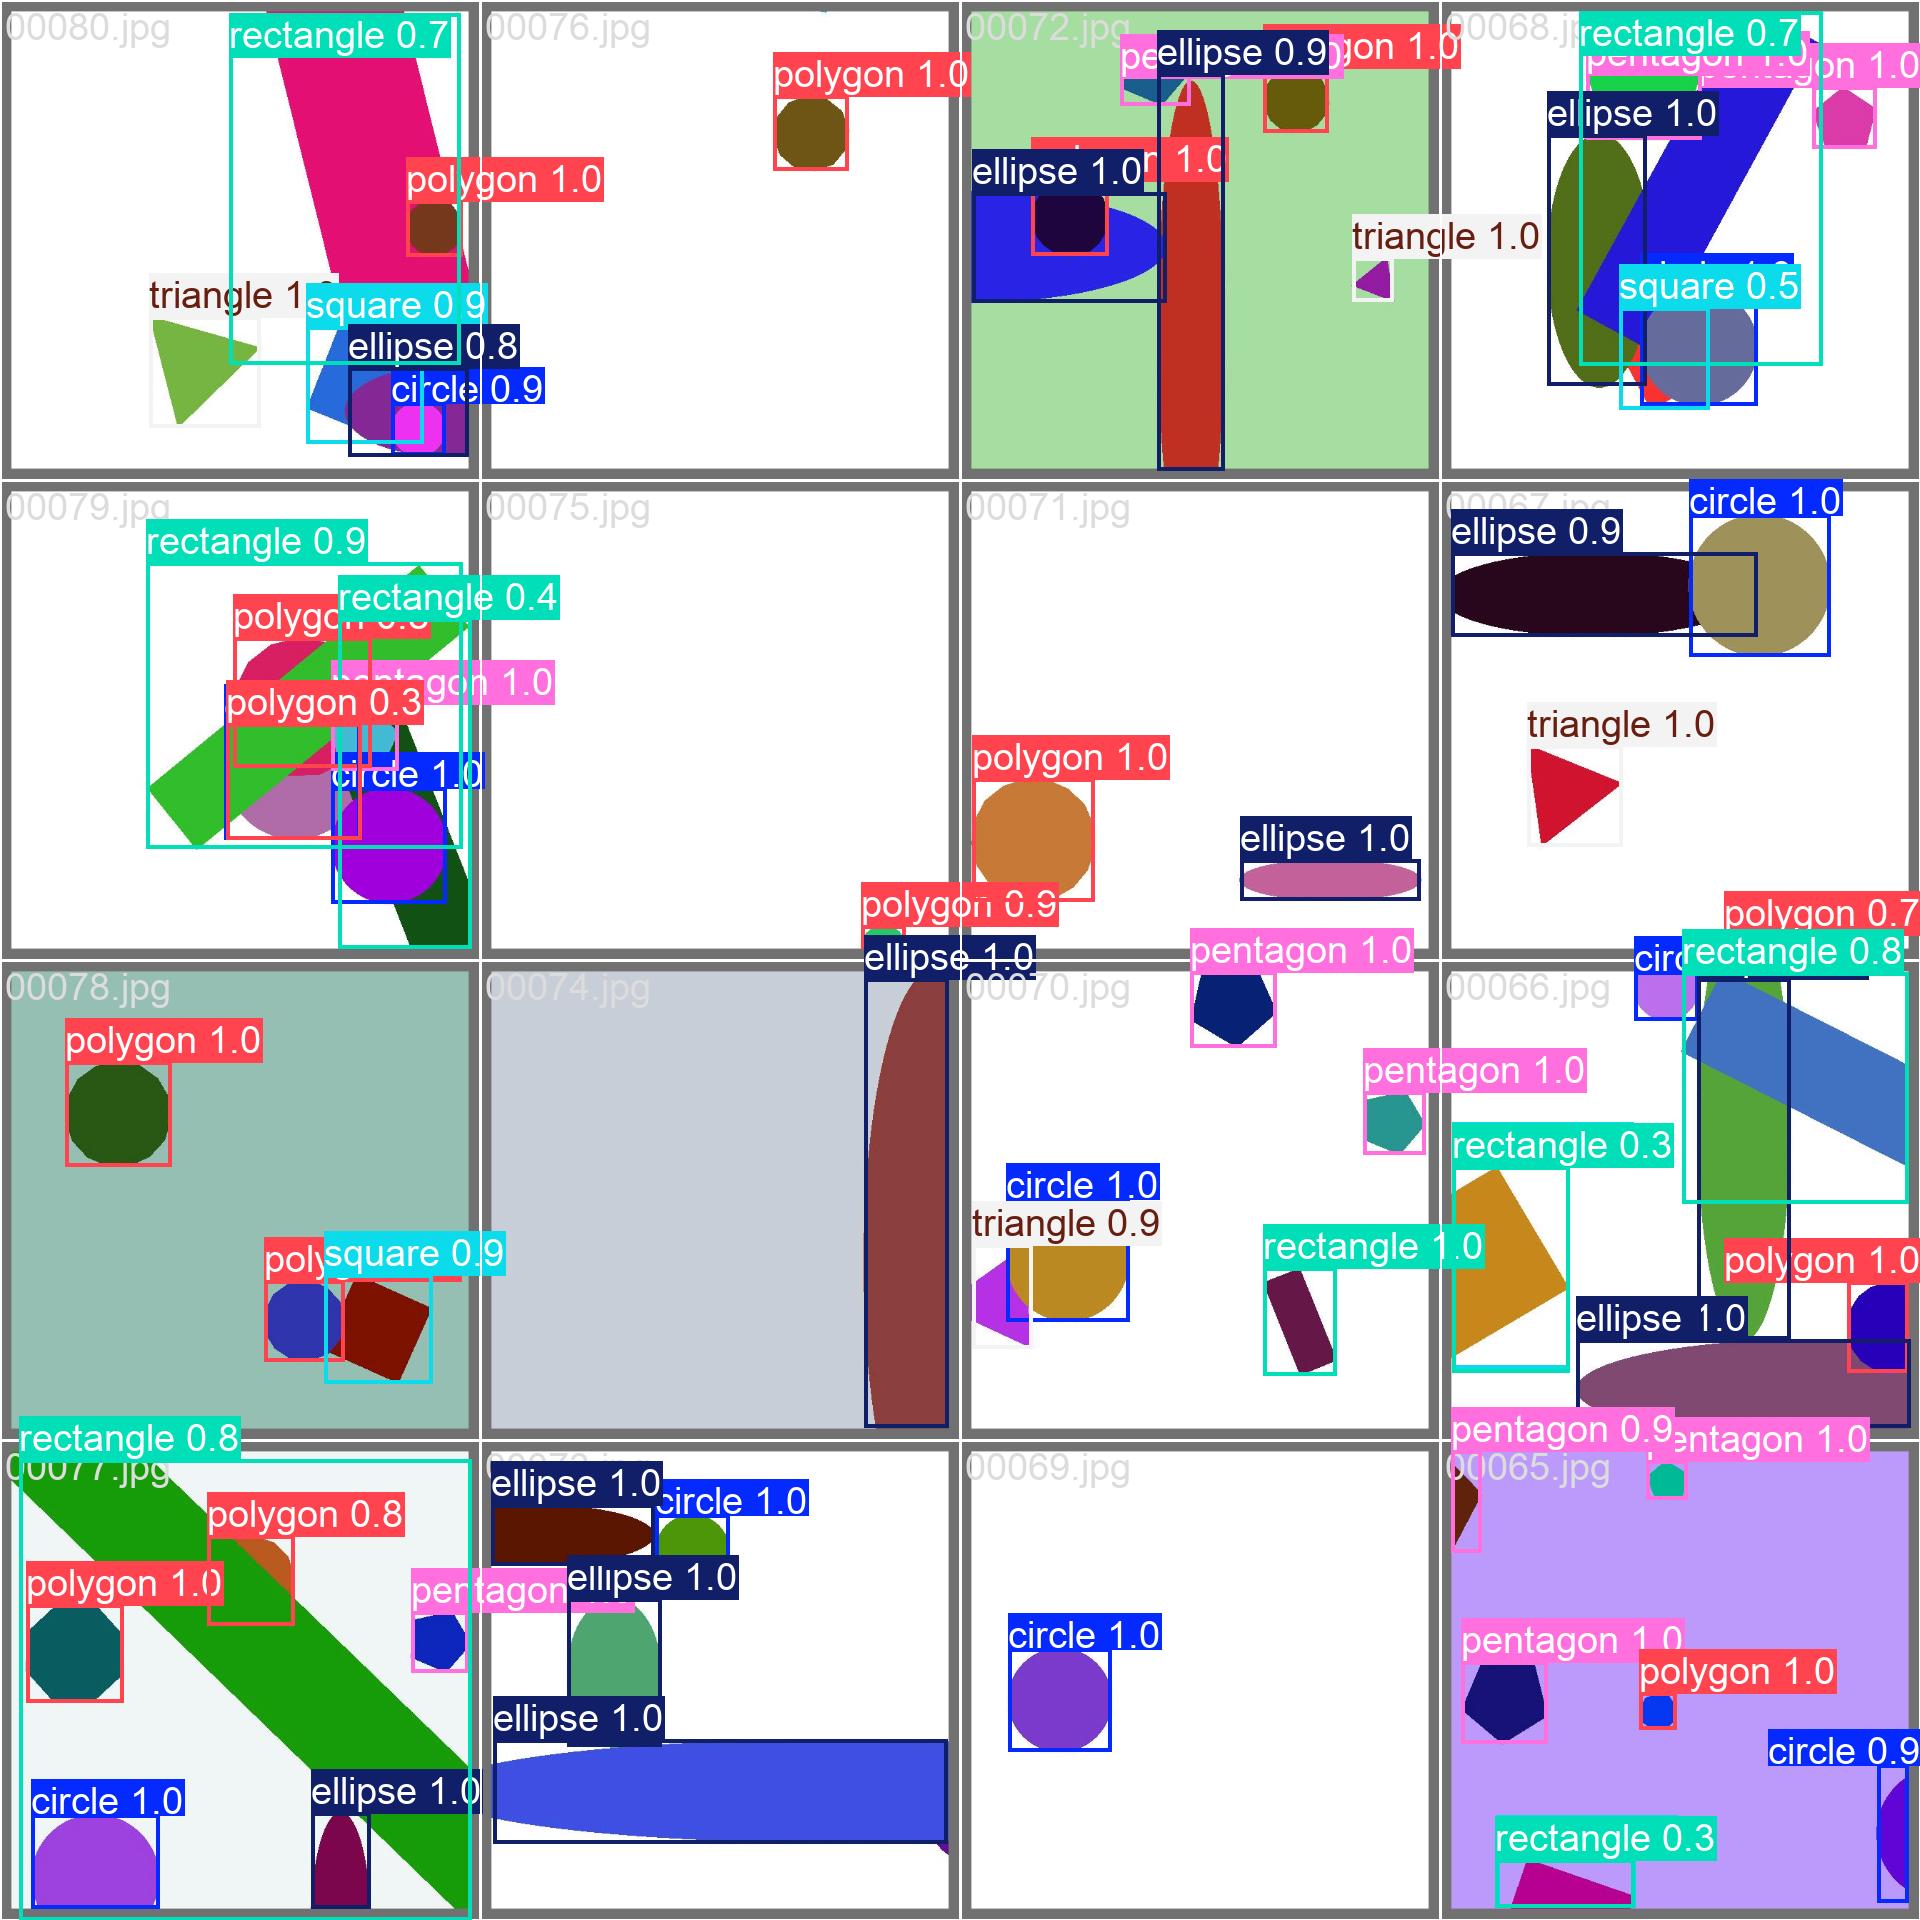 00080.jpg
rectangle 0.7
polygon 1.0
square 0.9
ellipse 0.8
circle 0.9
00076.jpg
polygon 1.0
00072.jpg
ellipse 0.9
ellipse 1.0
triangle 1.0
rectangle 0.7
ellipse 1.0
square 0.5
00079.jpg
rectangle 0.9
rectangle 0.4
polygon 0.3
circle 1.0
00075.jpg
polygon 0.9
00071.jpg
polygon 1.0
ellipse 1.0
circle 1.0
ellipse 0.9
triangle 1.0
polygon 0.7
00078.jpg
polygon 1.0
square 0.9
00074.jpg
ellipse 1.0
00070.jpg
pentagon 1.0
pentagon 1.0
circle 1.0
triangle 0.9
rectangle 1.0
00066.jpg
rectangle 0.8
rectangle 0.3
polygon 1.0
ellipse 1.0
00077.jpg
rectangle 0.8
polygon 0.8
polygon 1.0
circle 1.0
ellipse 1.0
ellipse 1.0
circle 1.0
ellipse 1.0
ellipse 1.0
00069.jpg
circle 1.0
00065.jpg
pentagon 0.9
pentagon 1.0
polygon 1.0
circle 0.9
rectangle 0.3